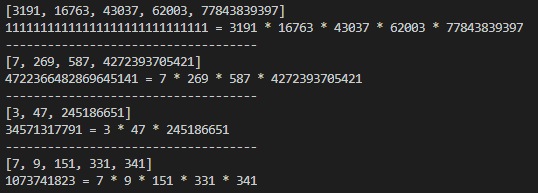 [3191, 16763, 43037, 62003, 77843839397]
11111111111111111111111111111 = 3191 * 16763 * 43037 * 62003 * 77843839397
-----------------------------------
[7, 269, 587, 4272393705421]
4722366482869645141 = 7 * 269 * 587 * 4272393705421
-----------------------------------
[3, 47, 245186651]
34571317791 = 3 * 47 * 245186651
-----------------------------------
[7, 9, 151, 331, 341]
1073741823 = 7 * 9 * 151 * 331 * 341